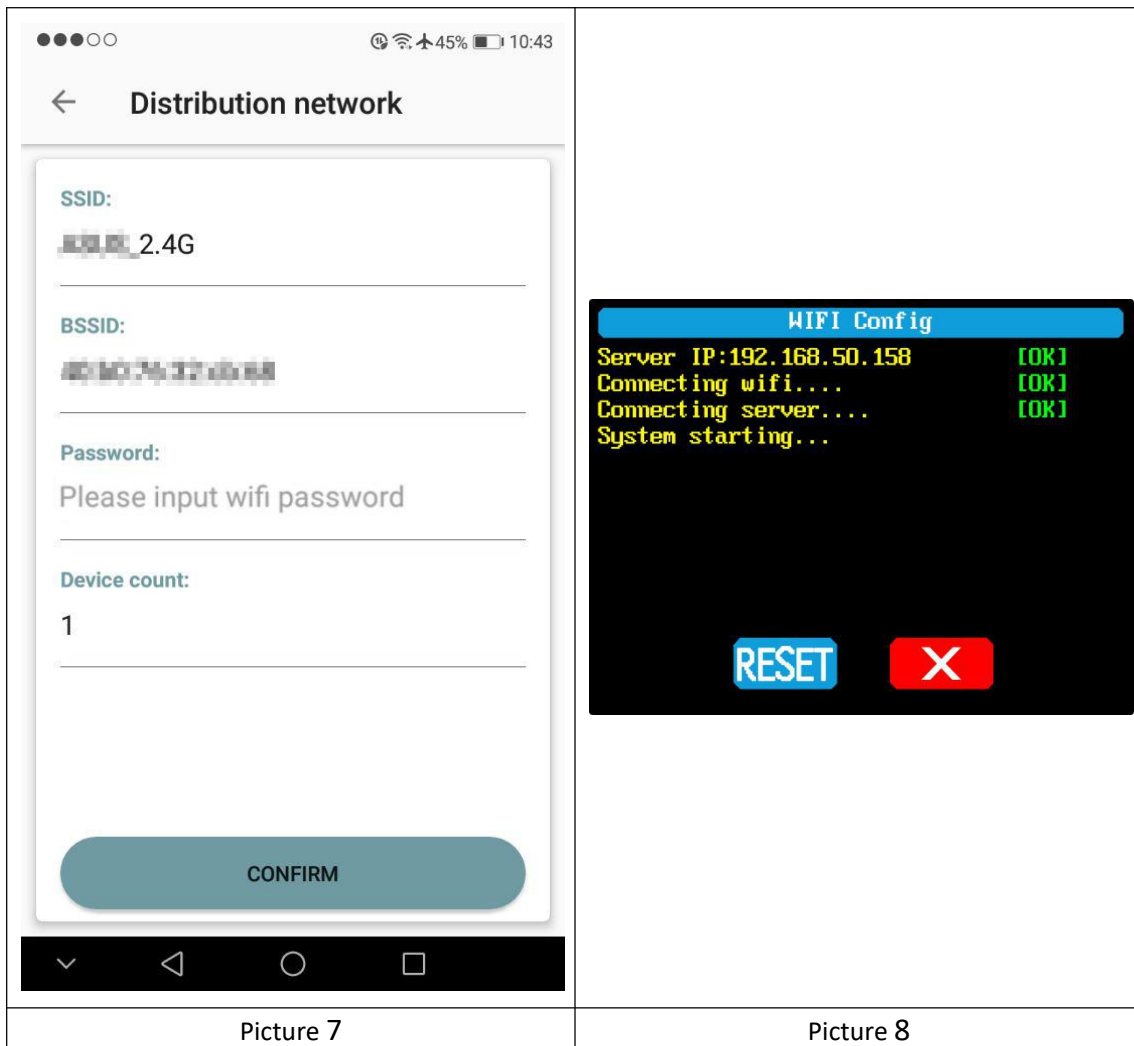 45% 10:43
Distribution network
SSID:
_2.4G
BSSID:
Password:
Please input wifi password
Device count:
1
CONFIRM
WIFI Config
Server IP:192.168.50.158 [OK]
Connecting wifi.... [OK]
Connecting server.... [OK]
System starting...
RESET X
Picture 7 Picture 8